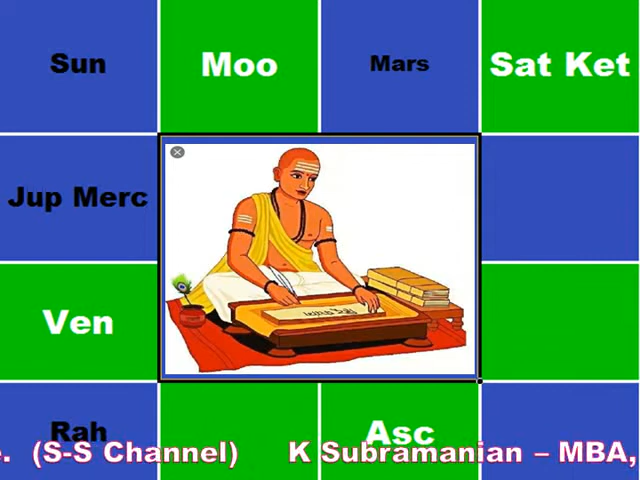 Sun Moo Mars Sat Ket
Jup Merc
Ven
Rah Asc
e. (S-S Channel) K Subramanian – MBA,